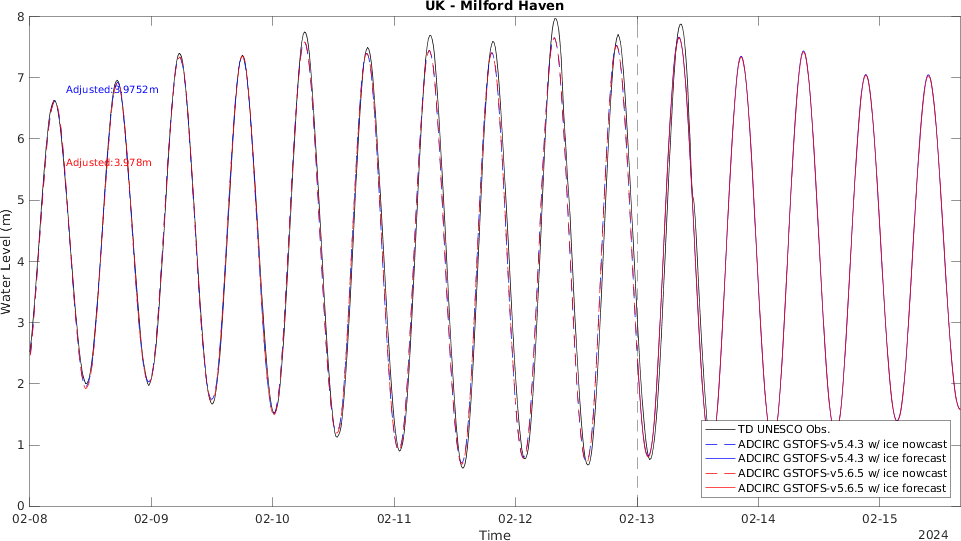 UK - Milford Haven
8
7
6
5
4
3
2
1
0
Water Level (m)
Adjusted:3.9752m
Adjusted:3.978m
TD UNESCO Obs.
ADCIRC GSTOFS-v5.4.3 w/ ice nowcast
ADCIRC GSTOFS-v5.4.3 w/ ice forecast
ADCIRC GSTOFS-v5.6.5 w/ ice nowcast
ADCIRC GSTOFS-v5.6.5 w/ ice forecast
02-08 02-09 02-10 02-11 02-12 02-13 02-14 02-15
Time
2024